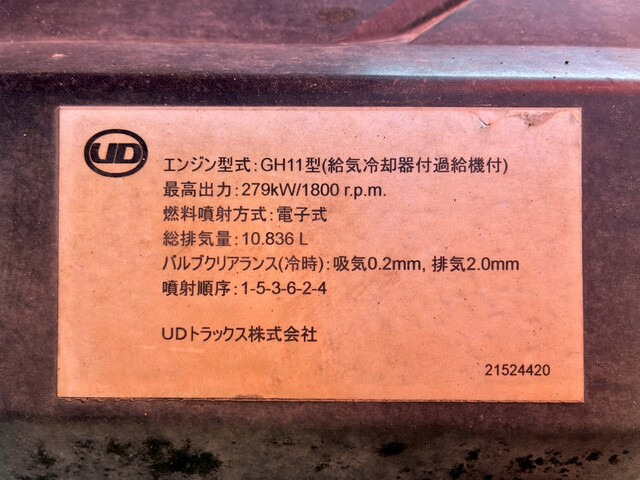 UD
エンジン型式:GH11型(給気冷却器付過給機付)
最高出力:279kW/1800 r.p.m.
燃料噴射方式:電子式
総排気量:10.836 L
バルブクリアランス(冷時):吸気0.2mm, 排気2.0mm
噴射順序:1-5-3-6-2-4
UDトラックス株式会社
21524420